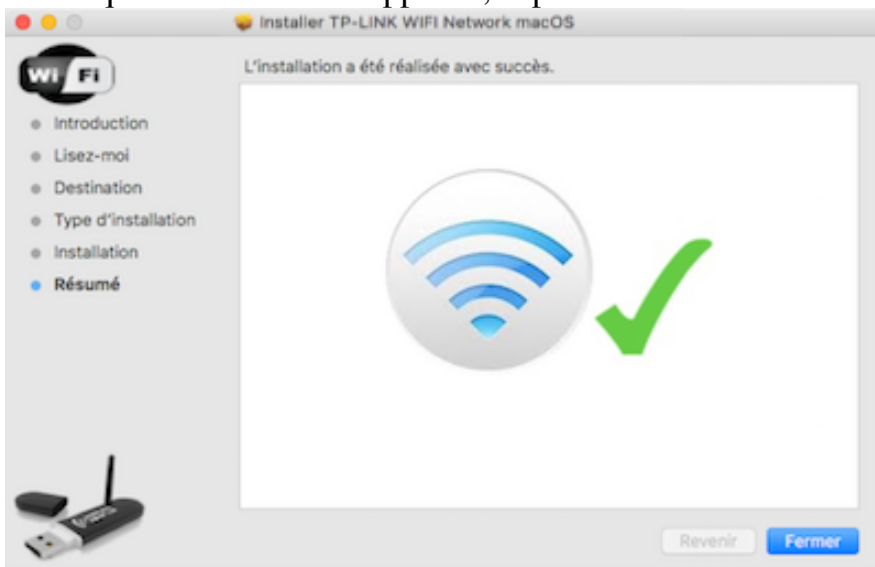 Installer TP-LINK WIFI Network macOS
Wi Fi
L'installation a été réalisée avec succès.
Introduction
Lisez-moi
Destination
Type d'installation
Installation
Résumé
Revenir
Fermer